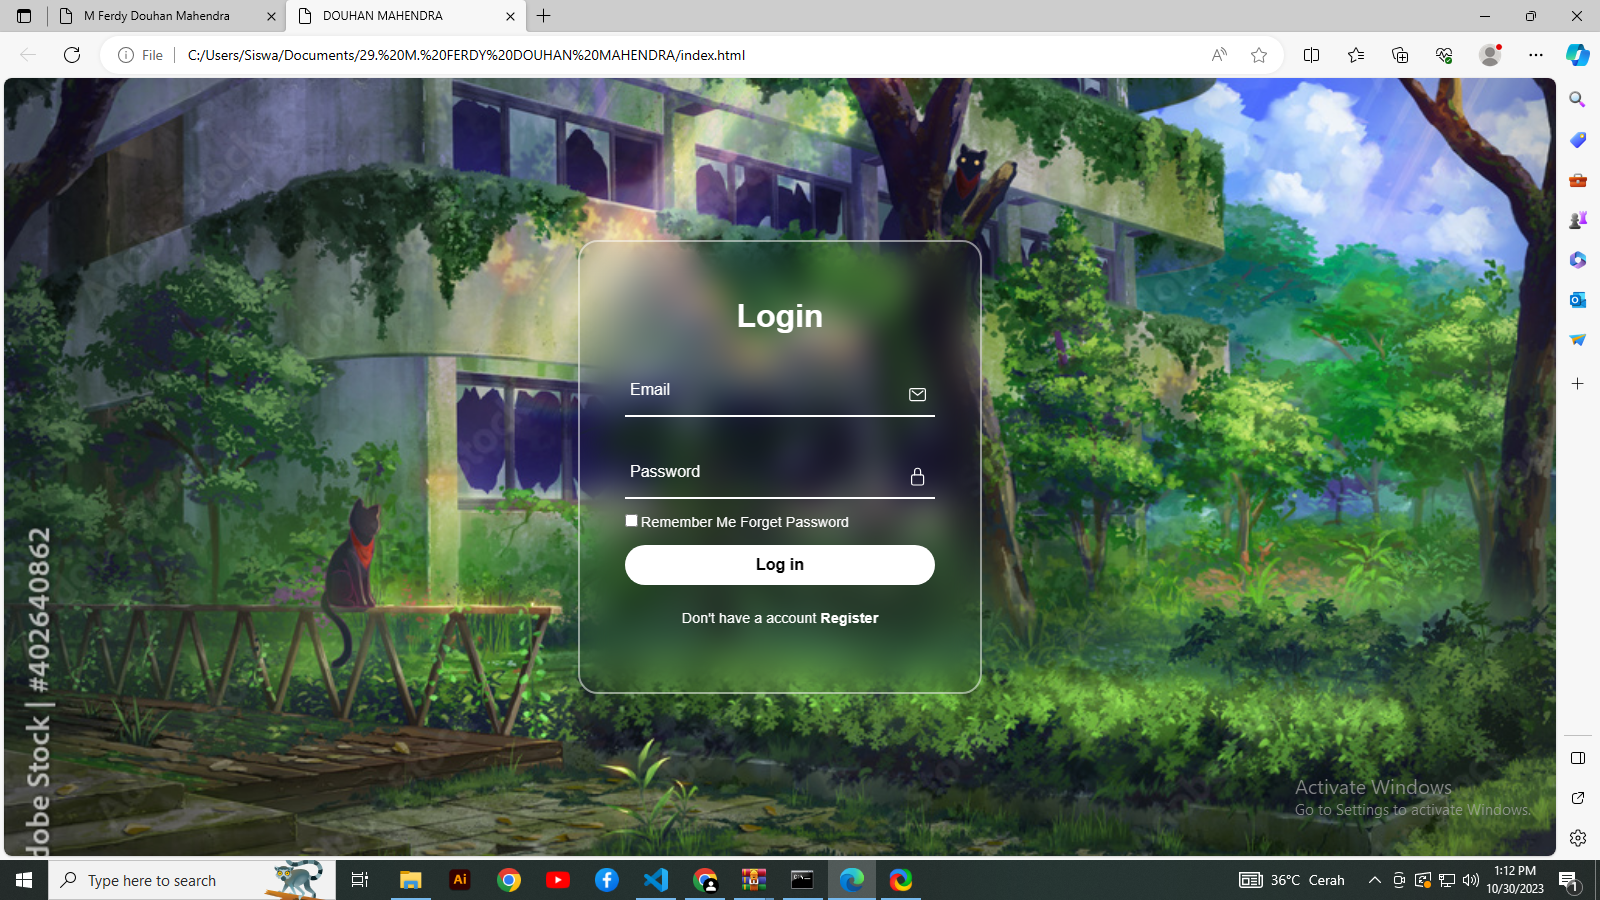 M Ferdy Douhan Mahendra
DOUHAN MAHENDRA
File
C:/Users/Siswa/Documents/29.%20M.%20FERDY%20DOUHAN%20MAHENDRA/index.html
Login
Email
Password
Remember Me Forget Password
Log in
Don't have a account Register
dobe Stock | #402640862
Activate Windows
Go to Settings to activate Windows.
Type here to search
Ai
36°C Cerah
1:12 PM
10/30/2023
1